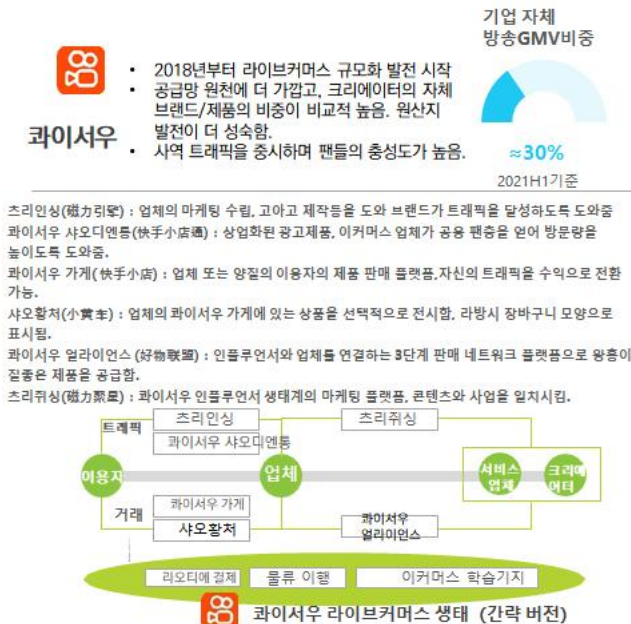 기업 자체
방송GMV비중
• 2018년부터 라이브커머스 규모화 발전 시작
• 공급망 원천에 더 가깝고, 크리에이터의 자체
브랜드/제품의 비중이 비교적 높음. 원산지
발전이 더 성숙함.
• 사역 트래픽을 중시하며 팬들의 충성도가 높음.
콰이서우
≈30%
2021H1기준
츠리인싱(磁力引擎) : 업체의 마케팅 수립, 고아고 제작등을 도와 브랜드가 트래픽을 달성하도록 도와줌
콰이서우 샤오디엔통(快手小店通) : 상업화된 광고제품, 이커머스 업체가 공용 팬층을 얻어 방문량을
높이도록 도와줌.
콰이서우 가게(快手小店) : 업체 또는 양질의 이용자의 제품 판매 플랫폼,자신의 트래픽을 수익으로 전환
가능.
샤오황처(小黄车) : 업체의 콰이서우 가게에 있는 상품을 선택적으로 전시함, 라방시 장바구니 모양으로
표시됨.
콰이서우 얼라이언스 (好物联盟) : 인플루언서와 업체를 연결하는 3단계 판매 네트워크 플랫폼으로 왕홍이
질좋은 제품을 공급함.
츠리쥐싱(磁力聚星) : 콰이서우 인플루언서 생태계의 마케팅 플랫폼, 콘텐츠와 사업을 일치시킴.
트래픽
츠리인싱
츠리쥐싱
콰이서우 샤오디엔통
이용자
업체
서비스
업체
크리에
이터
거래
콰이서우 가게
샤오황처
콰이서우
얼라이언스
리오티에 결제
물류 이행
이커머스 학습기지
콰이서우 라이브커머스 생태 (간략 버전)